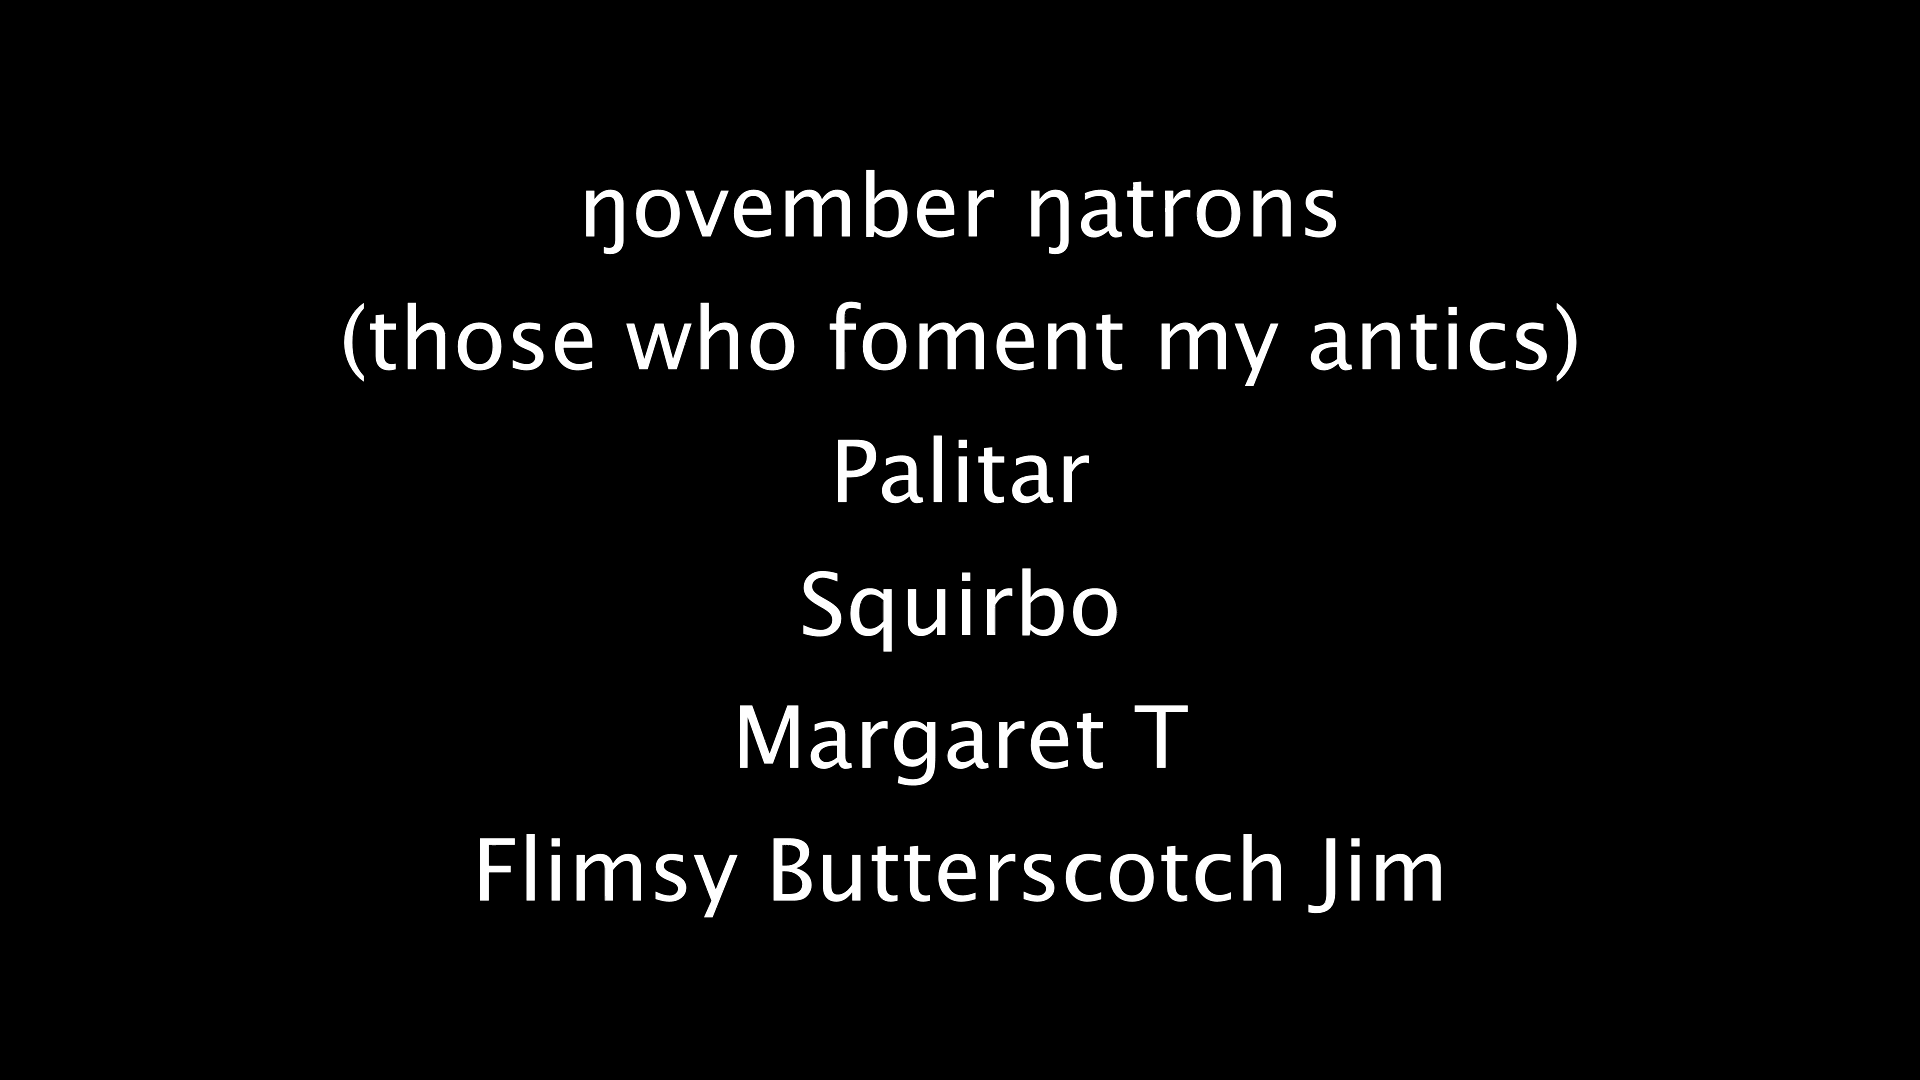 ŋovember ŋatrons
(those who foment my antics)
Palitar
Squirbo
Margaret T
Flimsy Butterscotch Jim